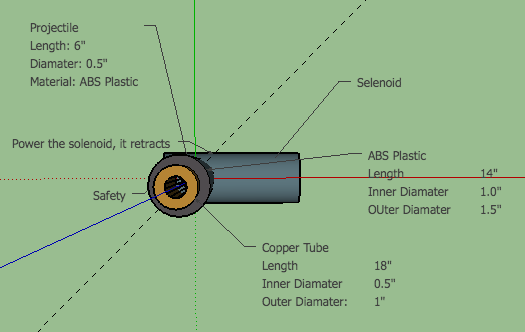 Projectile
Length: 6"
Diamater: 0.5"
Material: ABS Plastic
Selenoid
Power the solenoid, it retracts
ABS Plastic
Length 14"
Inner Diamater 1.0"
OUter Diamater 1.5"
Safety
Copper Tube
Length 18"
Inner Diamater 0.5"
Outer Diamater: 1"